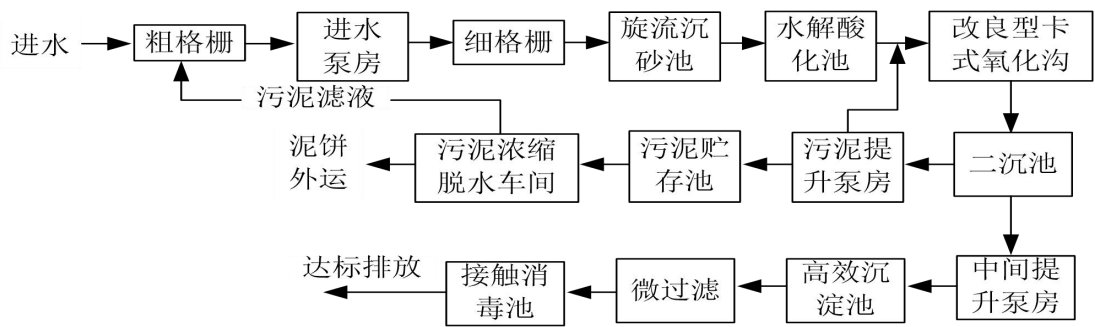 进水
粗格栅
进水
泵房
细格栅
旋流沉
砂池
水解酸
化池
改良型卡
式氧化沟
污泥滤液
泥饼
外运
污泥浓缩
脱水车间
污泥贮
存池
污泥提
升泵房
二沉池
达标排放
接触消
毒池
微过滤
高效沉
淀池
中间提
升泵房